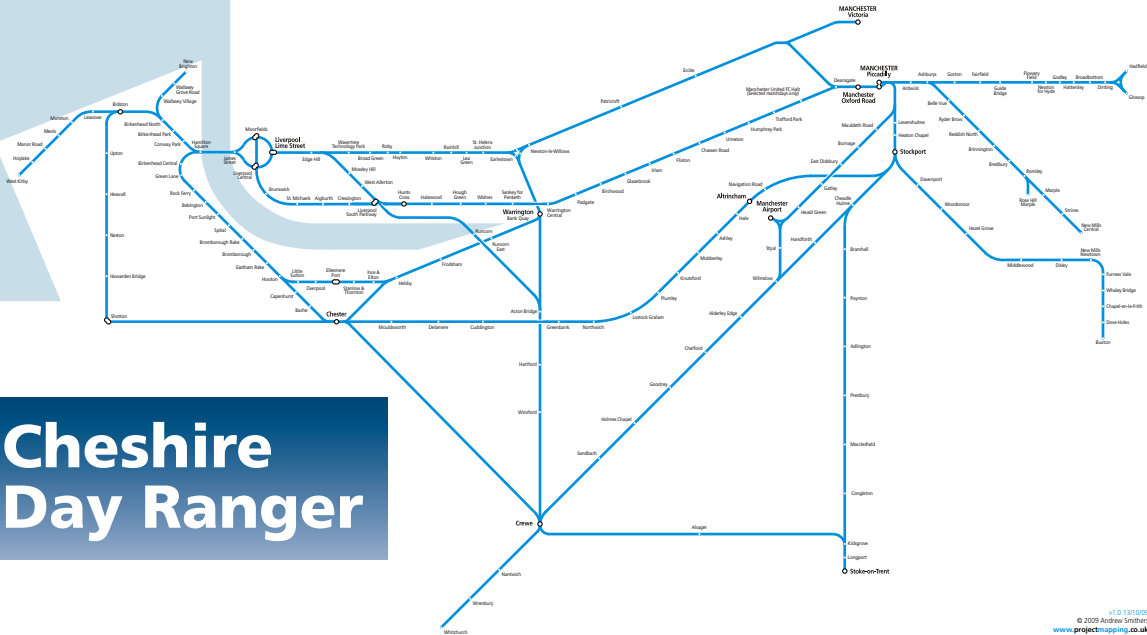 MANCHESTER
Victoria
New
Brighton
Wallasey
Grove Road
Wallasey Village
Bidston
Moreton
Leasowe
Meols
Manor Road
Hoylake
West Kirby
Birkenhead North
Birkenhead Park
Conway Park
Hamilton
Square
Birkenhead Central
Green Lane
Rock Ferry
Bebington
Port Sunlight
Spital
Bromborough Rake
Bromborough
Eastham Rake
Hooton
Capenhurst
Bache
Upton
Heswall
Neston
Hawarden Bridge
Shotton
Chester
Little
Sutton
Overpool
Ellesmere
Port
Stanlow &
Thornton
Ince &
Elton
Helsby
Frodsham
Runcorn
Runcorn
East
Moorfields
James
Street
Liverpool
Central
Liverpool
Lime Street
Edge Hill
Wavertree
Technology Park
Broad Green
Roby
Huyton
Whiston
Rainhill
Lea
Green
St. Helens
Junction
Earlestown
Newton-le-Willows
Patricroft
Eccles
Mossley Hill
West Allerton
Brunswick
St. Michaels
Aigburth
Cressington
Liverpool
South Parkway
Hunts
Cross
Halewood
Hough
Green
Widnes
Sankey for
Penketh
Warrington
Bank Quay
Warrington
Central
Padgate
Birchwood
Glazebrook
Irlam
Flixton
Chassen Road
Urmston
Humphrey Park
Trafford Park
Manchester United FC Halt
(selected matchdays only)
Deansgate
Manchester
Oxford Road
MANCHESTER
Piccadilly
Ardwick
Ashburys
Gorton
Fairfield
Guide
Bridge
Flowery
Field
Newton
for Hyde
Godley
Hattersley
Broadbottom
Dinting
Hadfield
Glossop
Belle Vue
Ryder Brow
Reddish North
Brinnington
Bredbury
Romiley
Rose Hill
Marple
Marple
Strines
New Mills
Central
Levenshulme
Heaton Chapel
Stockport
Mauldeth Road
Burnage
East Didsbury
Gatley
Heald Green
Manchester
Airport
Styal
Wilmslow
Handforth
Cheadle
Hulme
Navigation Road
Altrincham
Hale
Ashley
Mobberley
Knutsford
Plumley
Lostock Gralam
Northwich
Greenbank
Cuddington
Delamere
Mouldsworth
Davenport
Woodsmoor
Hazel Grove
Middlewood
Disley
New Mills
Newtown
Furness Vale
Whaley Bridge
Chapel-en-le-Frith
Dove Holes
Buxton
Bramhall
Poynton
Adlington
Prestbury
Macclesfield
Congleton
Kidsgrove
Longport
Stoke-on-Trent
Alsager
Alderley Edge
Chelford
Goostrey
Holmes Chapel
Sandbach
Acton Bridge
Hartford
Winsford
Crewe
Nantwich
Wrenbury
Whitchurch
Cheshire
Day Ranger
v1.0 13/10/09
© 2009 Andrew Smithers
www.projectmapping.co.uk